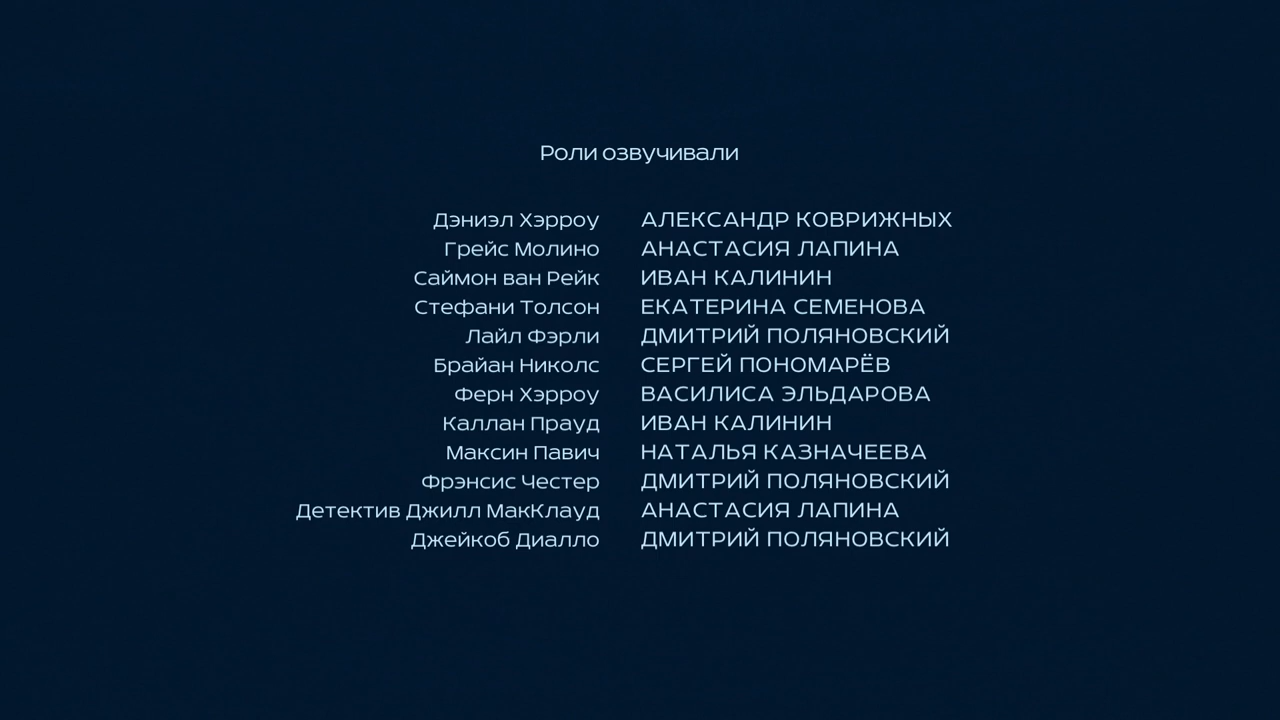 Роли озвучивали
Дэниэл Хэрроу АЛЕКСАНДР КОВРИЖНЫХ
Грейс Молино АНАСТАСИЯ ЛАПИНА
Саймон ван Рейк ИВАН КАЛИНИН
Стефани Толсон ЕКАТЕРИНА СЕМЕНОВА
Лайл Фэрли ДМИТРИЙ ПОЛЯНОВСКИЙ
Брайан Николс СЕРГЕЙ ПОНОМАРЁВ
Ферн Хэрроу ВАСИЛИСА ЭЛЬДАРОВА
Каллан Прауд ИВАН КАЛИНИН
Максин Павич НАТАЛЬЯ КАЗНАЧЕЕВА
Фрэнсис Честер ДМИТРИЙ ПОЛЯНОВСКИЙ
Детектив Джилл МакКлауд АНАСТАСИЯ ЛАПИНА
Джейкоб Диалло ДМИТРИЙ ПОЛЯНОВСКИЙ